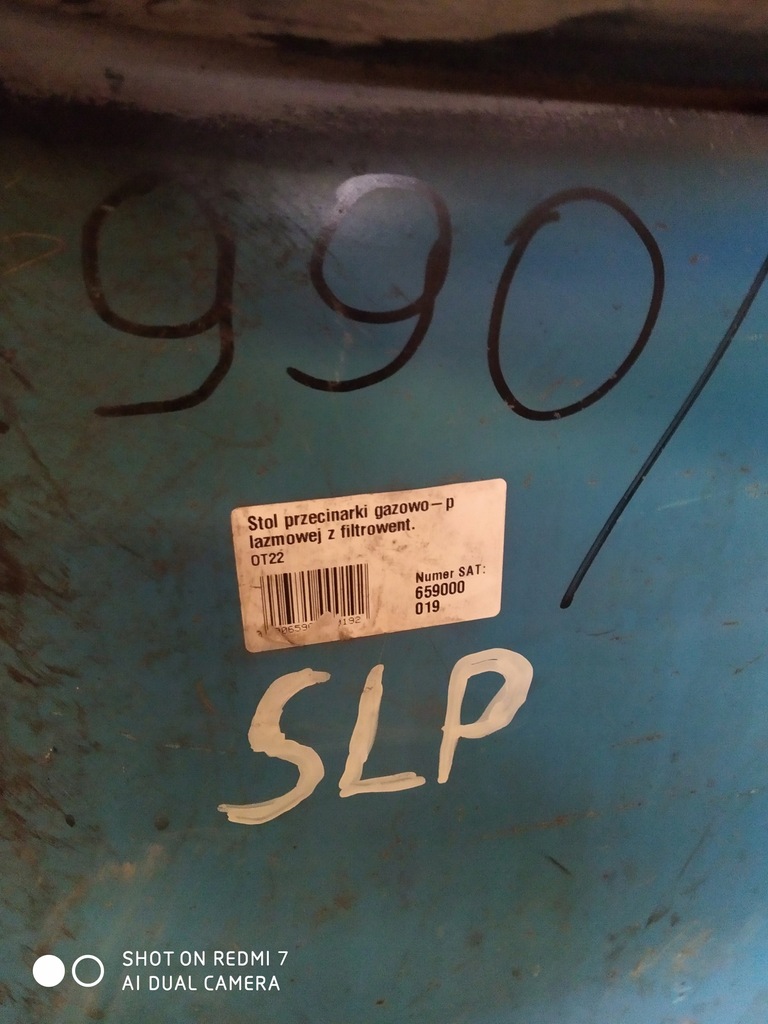 990/
Stol przecinarki gazowo-p
lazmowej z filtrowent.
OT22
Numer SAT:
659000
019
SLP
SHOT ON REDMI 7
AI DUAL CAMERA